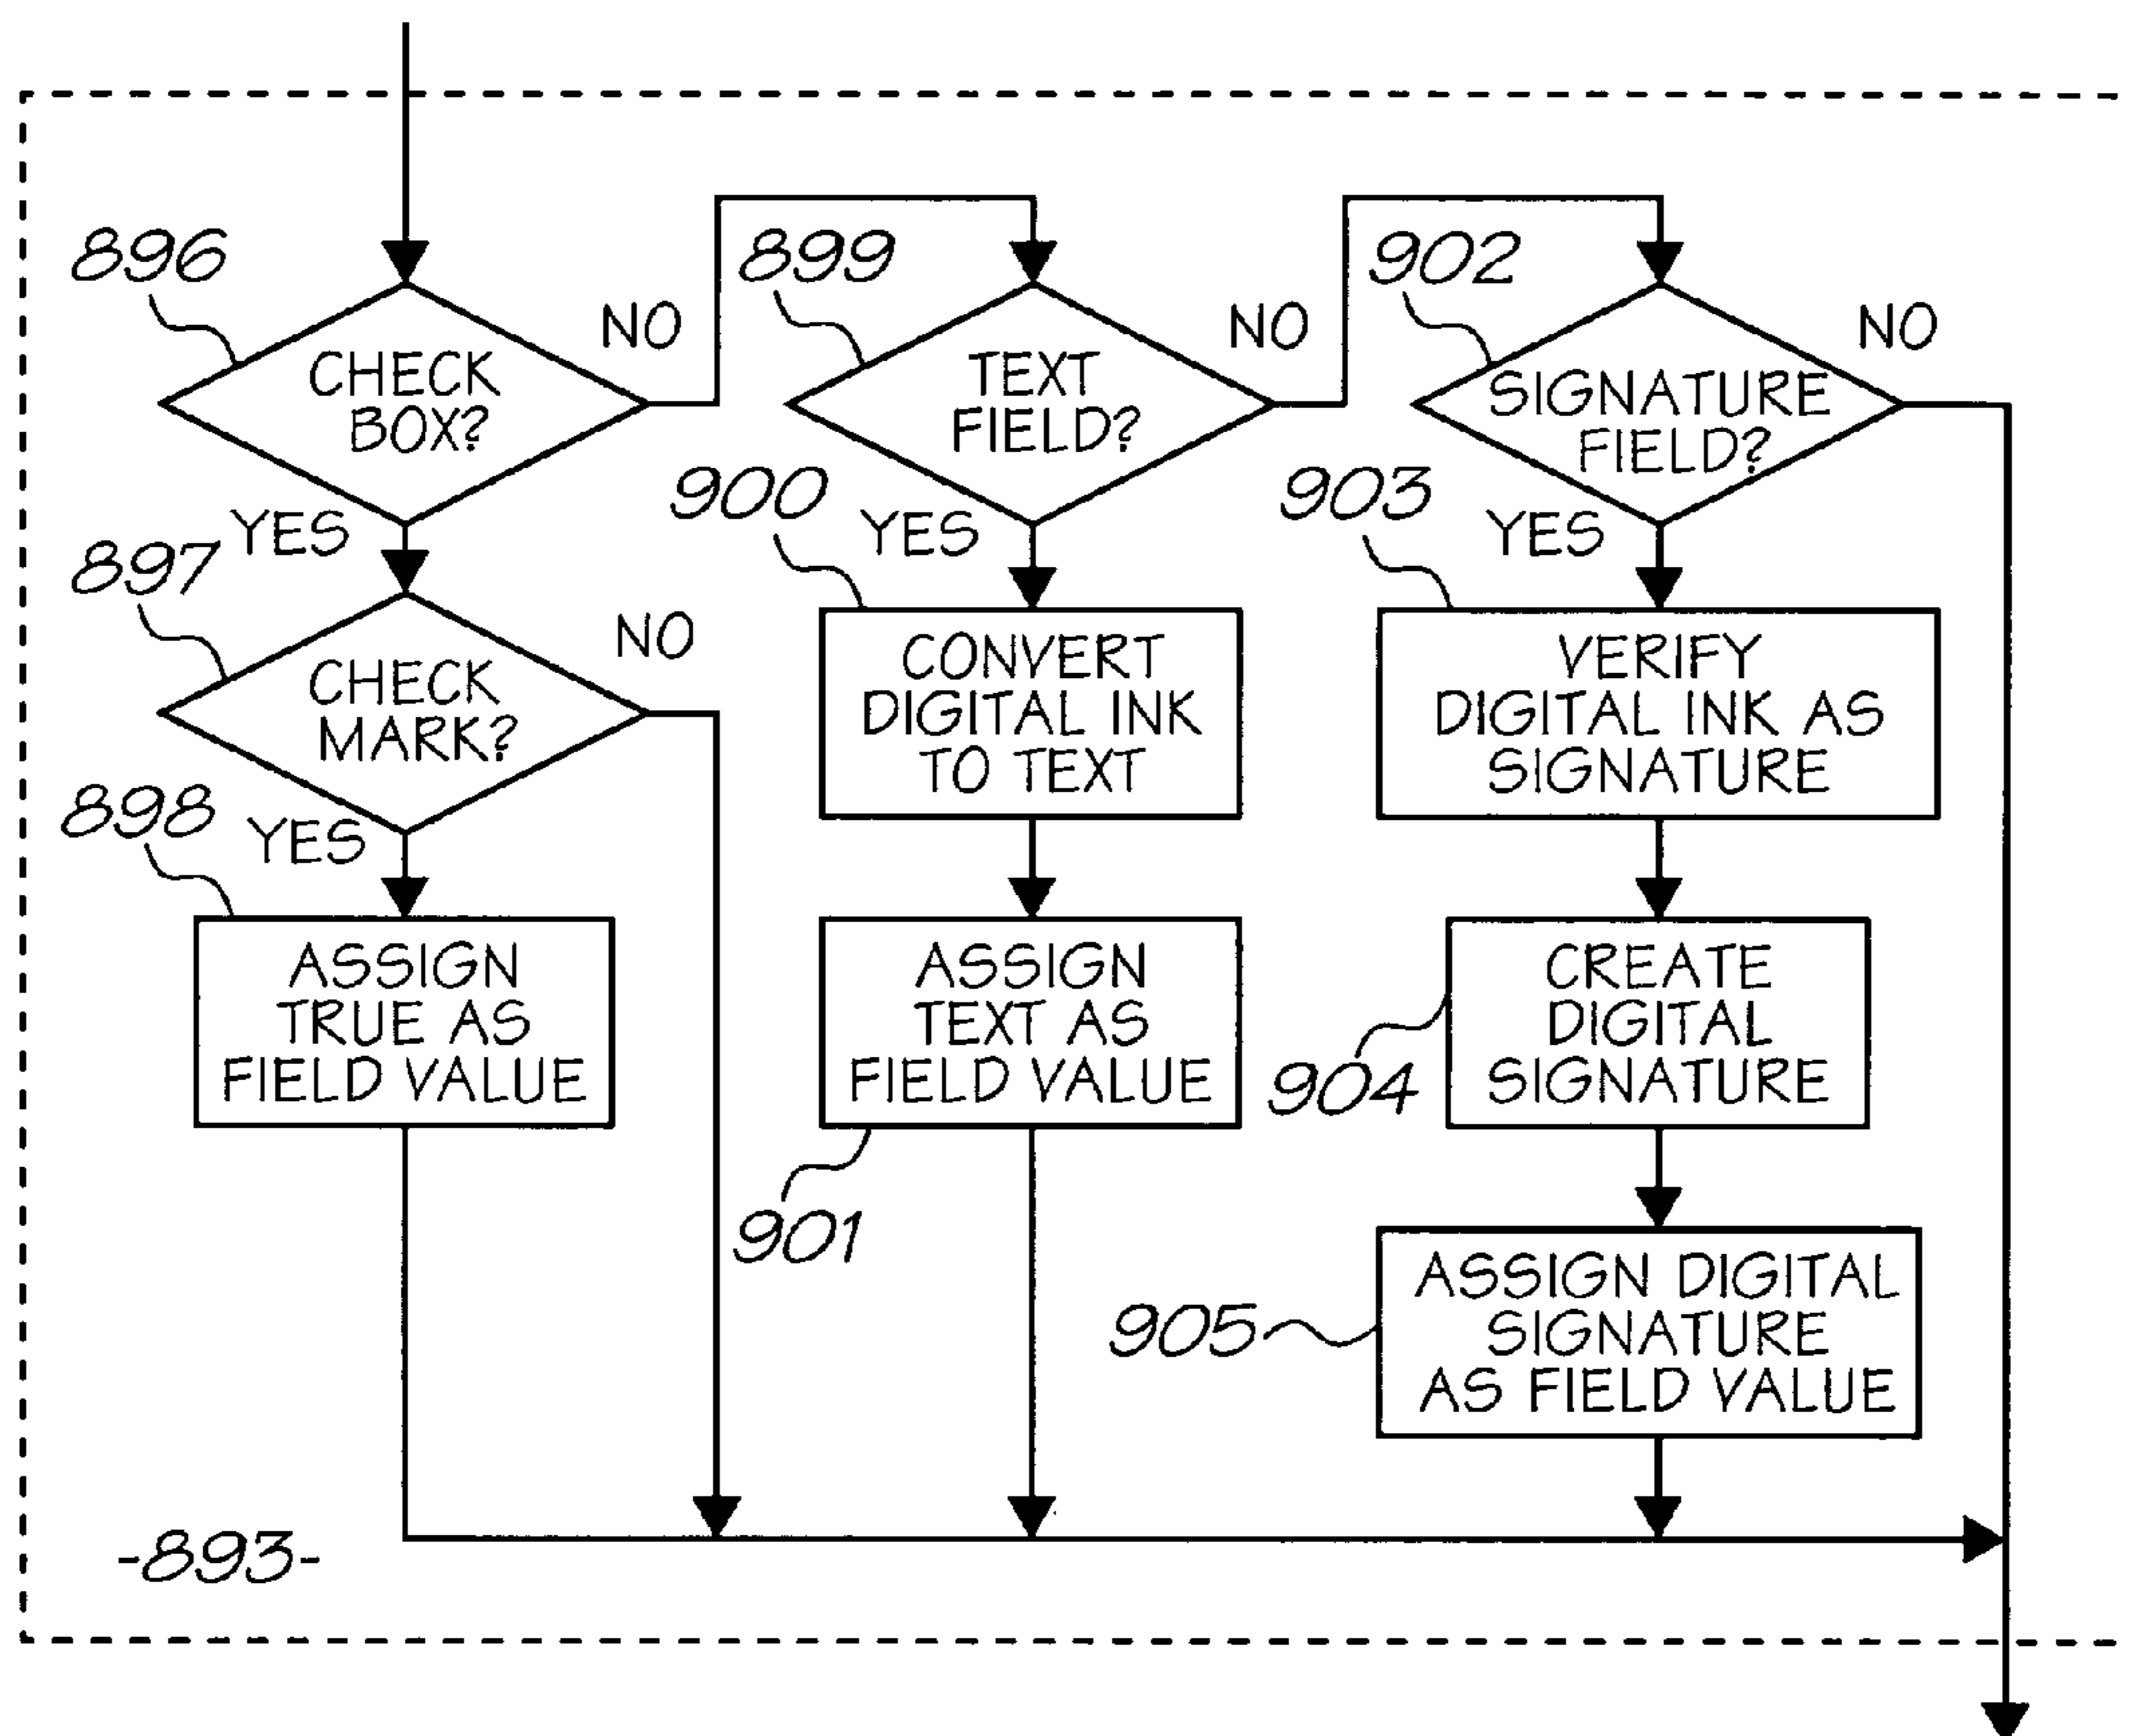 896
CHECK
BOX?
NO
YES
897
CHECK
MARK?
NO
YES
898
ASSIGN
TRUE AS
FIELD VALUE
899
TEXT
FIELD?
NO
YES
900
CONVERT
DIGITAL INK
TO TEXT
ASSIGN
TEXT AS
FIELD VALUE
901
902
SIGNATURE
FIELD?
NO
YES
903
VERIFY
DIGITAL INK AS
SIGNATURE
CREATE
DIGITAL
SIGNATURE
904
ASSIGN DIGITAL
SIGNATURE
AS FIELD VALUE
905
-893-